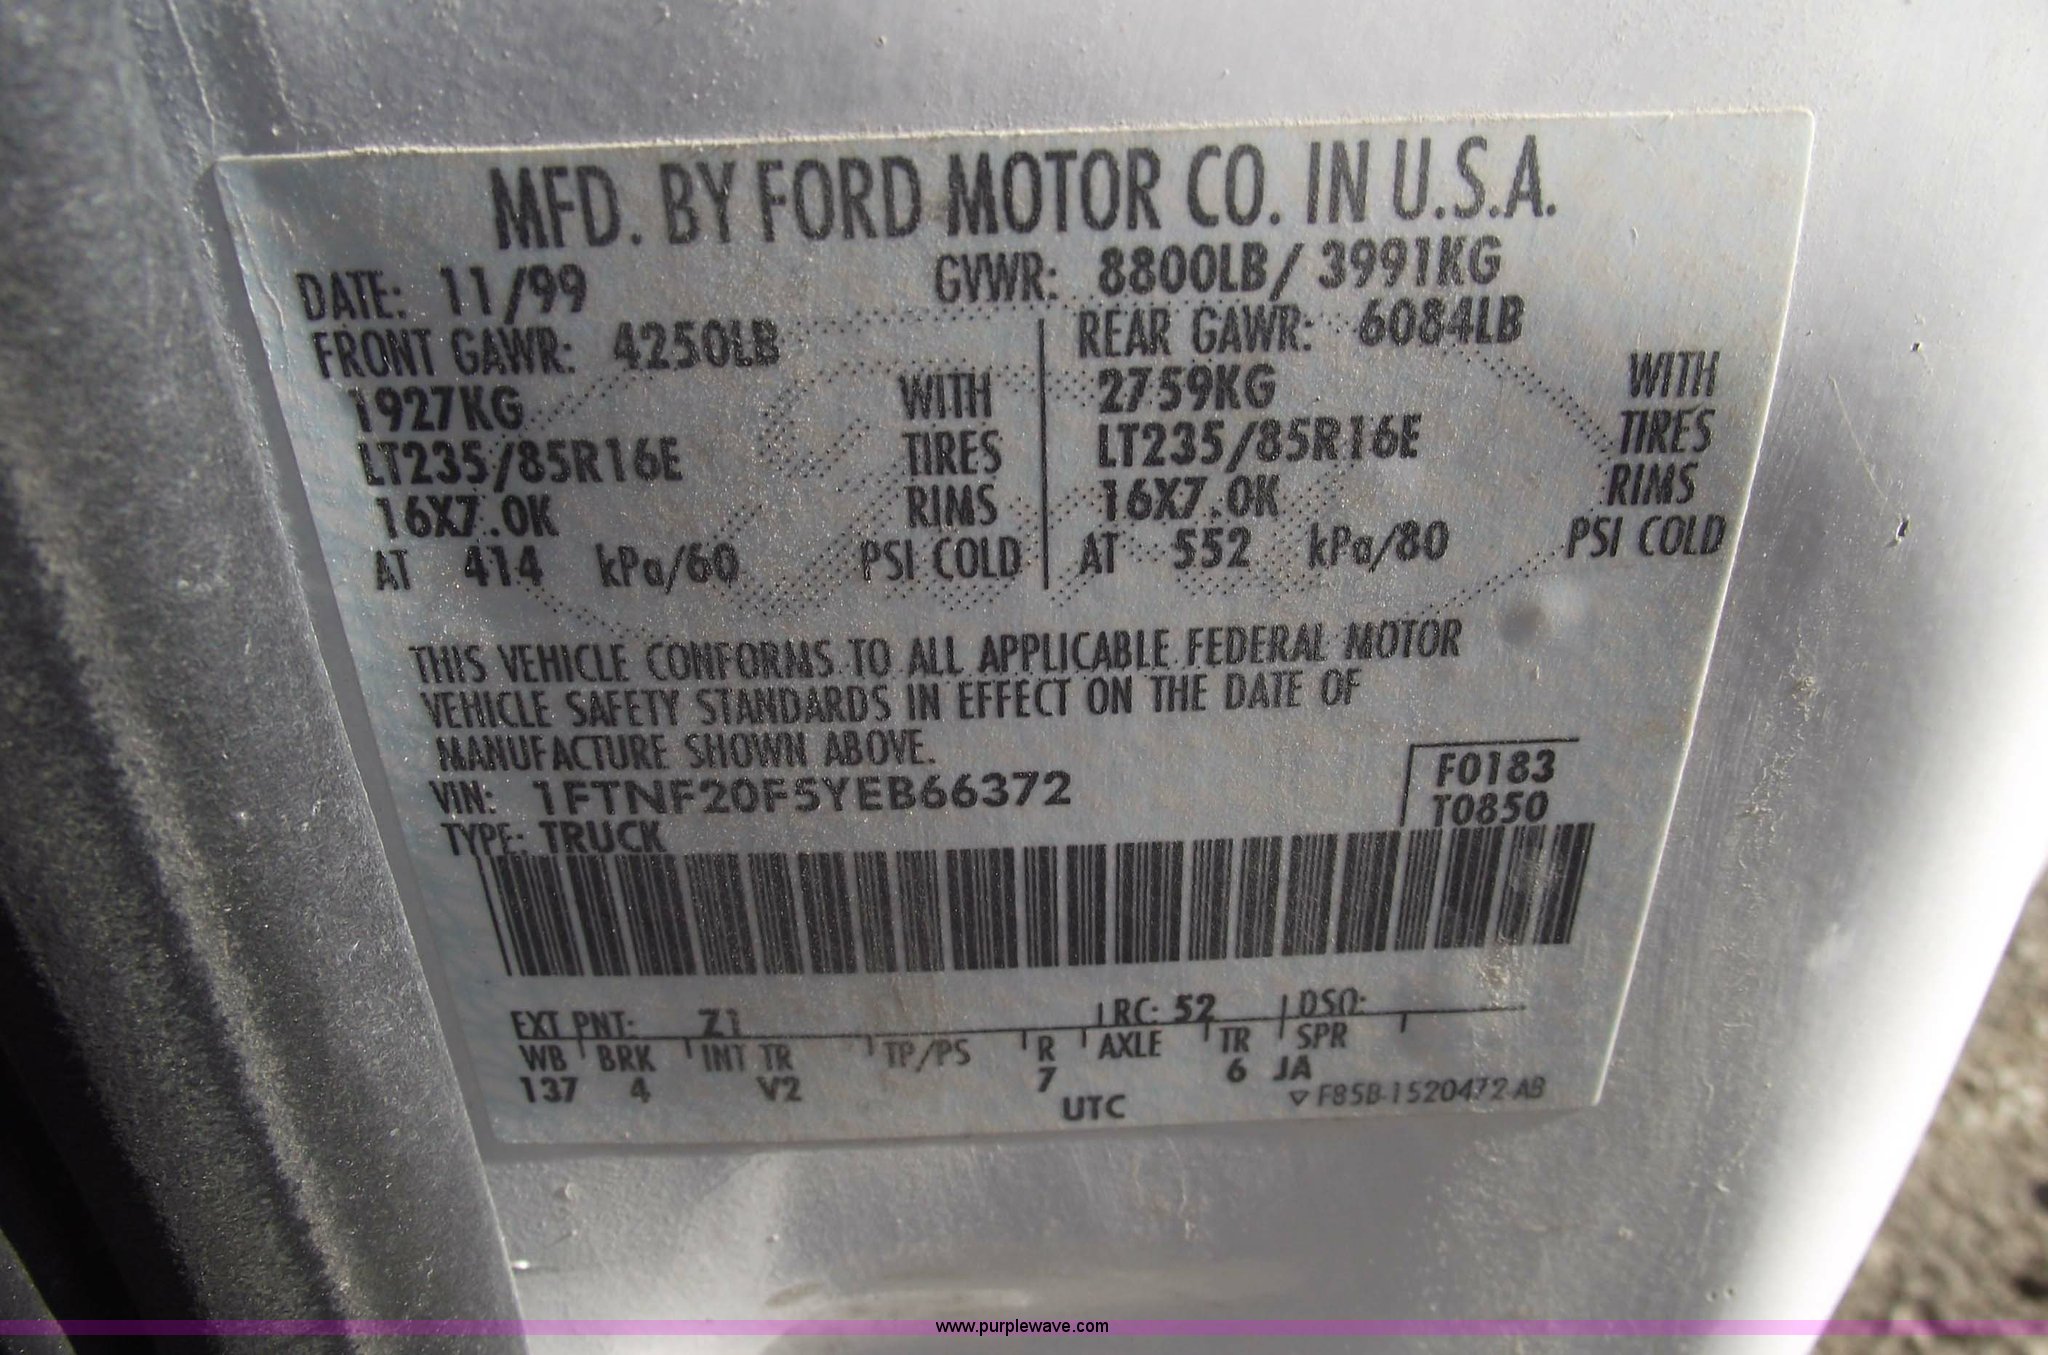 MFD. BY FORD MOTOR CO. IN U.S.A.
DATE: 11/99 GVWR: 8800LB/ 3991KG
FRONT GAWR: 4250LB REAR GAWR: 6084LB
1927KG WITH 2759KG WITH
LT235/85R16E TIRES LT235/85R16E TIRES
16X7.0K RIMS 16X7.0K RIMS
AT 414 kPa/60 PSI COLD AT 552 kPa/80 PSI COLD
THIS VEHICLE CONFORMS TO ALL APPLICABLE FEDERAL MOTOR
VEHICLE SAFETY STANDARDS IN EFFECT ON THE DATE OF
MANUFACTURE SHOWN ABOVE.
VIN: 1FTNF20F5YEB66372 F0183
TYPE: TRUCK T0850
EXT PNT: Z1 RC: 52 DSO:
WB BRK INT TR TP/PS R AXLE TR SPR
137 4 V2 7 6 JA
UTC ▽ F85B-1520472-AB
www.purplewave.com